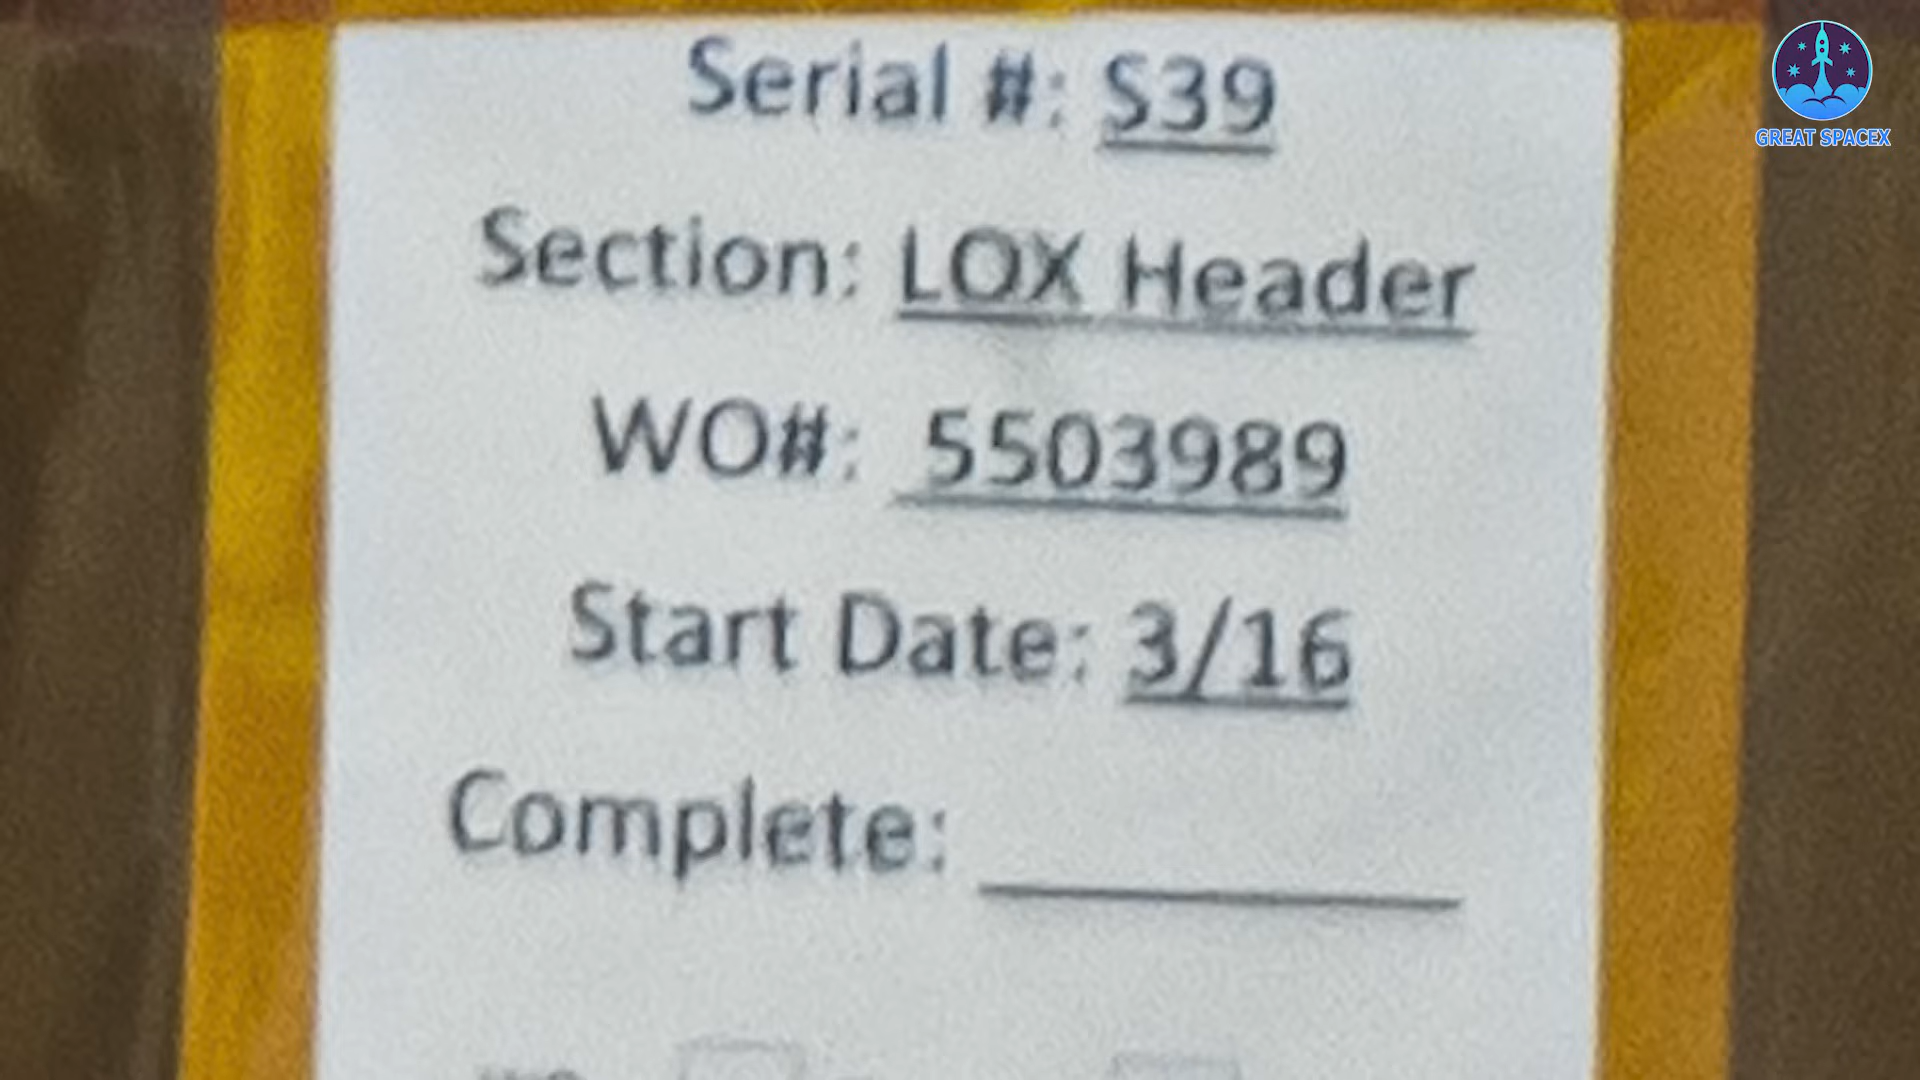 Serial #: S39
GREAT SPACEX
Section: LOX Header
WO#: 5503989
Start Date: 3/16
Complete: